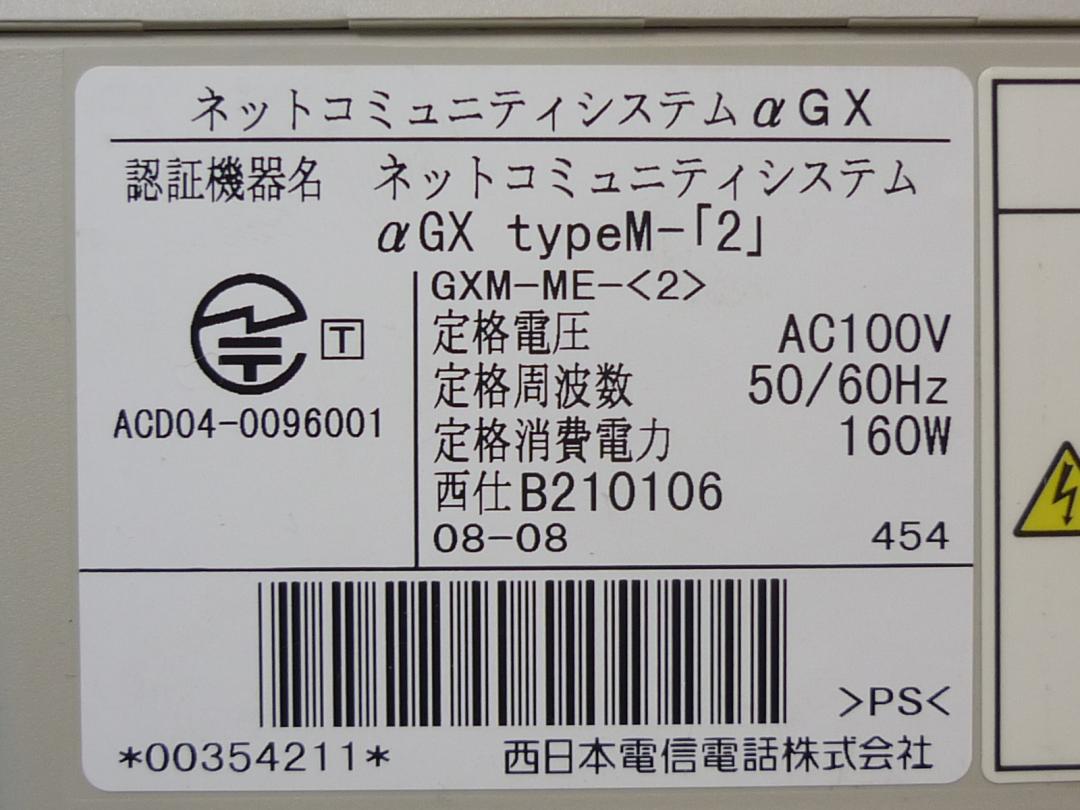 ネットコミュニティシステムαGX
認証機器名 ネットコミュニティシステム
αGX typeM-「2」
GXM-ME-<2>
T
定格電圧 AC100V
定格周波数 50/60Hz
ACD04-0096001
定格消費電力 160W
西仕B210106
08-08 454
>PS<
*00354211* 西日本電信電話株式会社